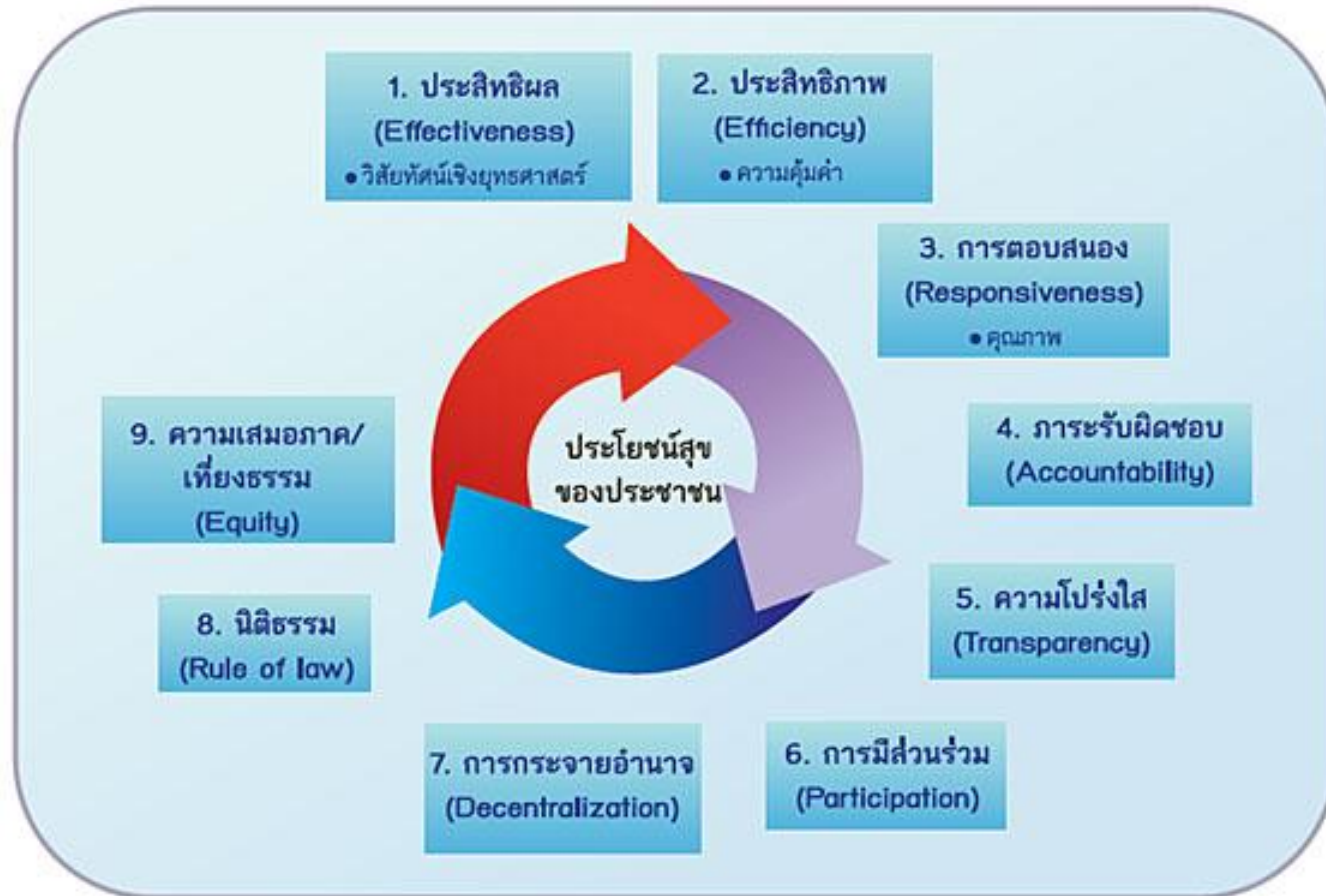 1. ประสิทธิผล
(Effectiveness)
• วิสัยทัศน์เชิงยุทธศาสตร์
2. ประสิทธิภาพ
(Efficiency)
• ความคุ้มค่า
3. การตอบสนอง
(Responsiveness)
• คุณภาพ
4. ภาระรับผิดชอบ
(Accountability)
5. ความโปร่งใส
(Transparency)
6. การมีส่วนร่วม
(Participation)
7. การกระจายอำนาจ
(Decentralization)
8. นิติธรรม
(Rule of law)
9. ความเสมอภาค/
เที่ยงธรรม
(Equity)
ประโยชน์สุข
ของประชาชน